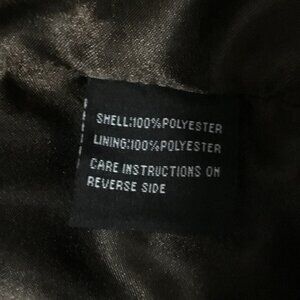 SHELL:100%POLYESTER
LINING:100%POLYESTER
CARE INSTRUCTIONS ON
REVERSE SIDE